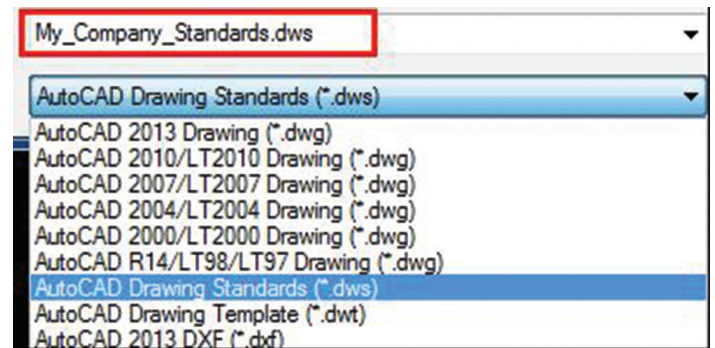 My_Company_Standards.dws
AutoCAD Drawing Standards (*.dws)
AutoCAD 2013 Drawing (*.dwg)
AutoCAD 2010/LT2010 Drawing (*.dwg)
AutoCAD 2007/LT2007 Drawing (*.dwg)
AutoCAD 2004/LT2004 Drawing (*.dwg)
AutoCAD 2000/LT2000 Drawing (*.dwg)
AutoCAD R14/LT98/LT97 Drawing (*.dwg)
AutoCAD Drawing Standards (*.dws)
AutoCAD Drawing Template (*.dwt)
AutoCAD 2013 DXF (*.dxf)